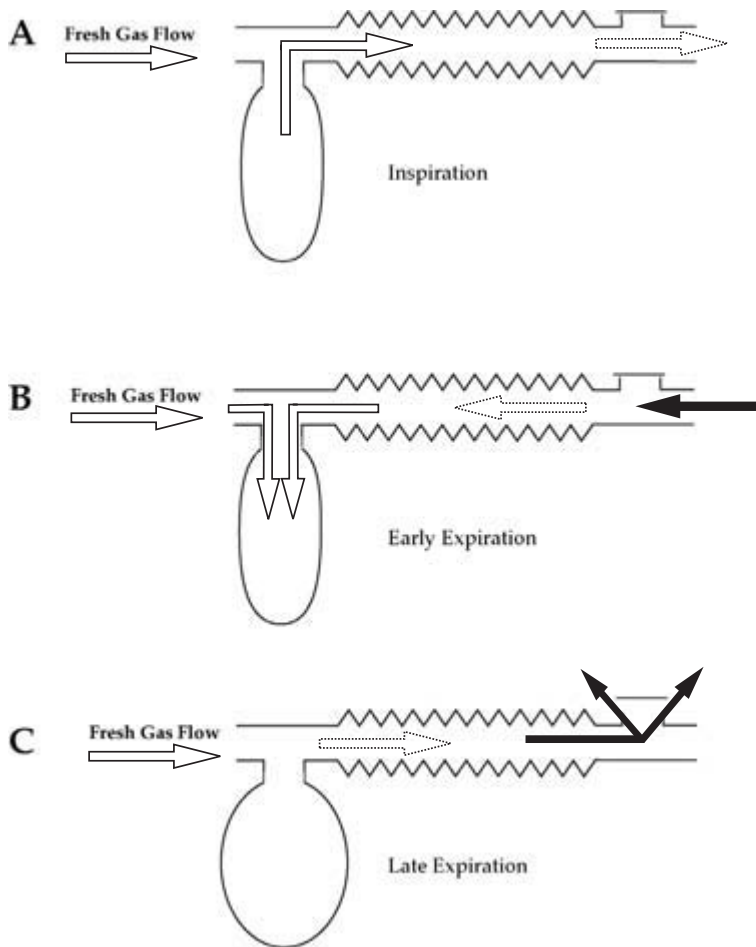 A
Fresh Gas Flow
Inspiration
B
Fresh Gas Flow
Early Expiration
C
Fresh Gas Flow
Late Expiration